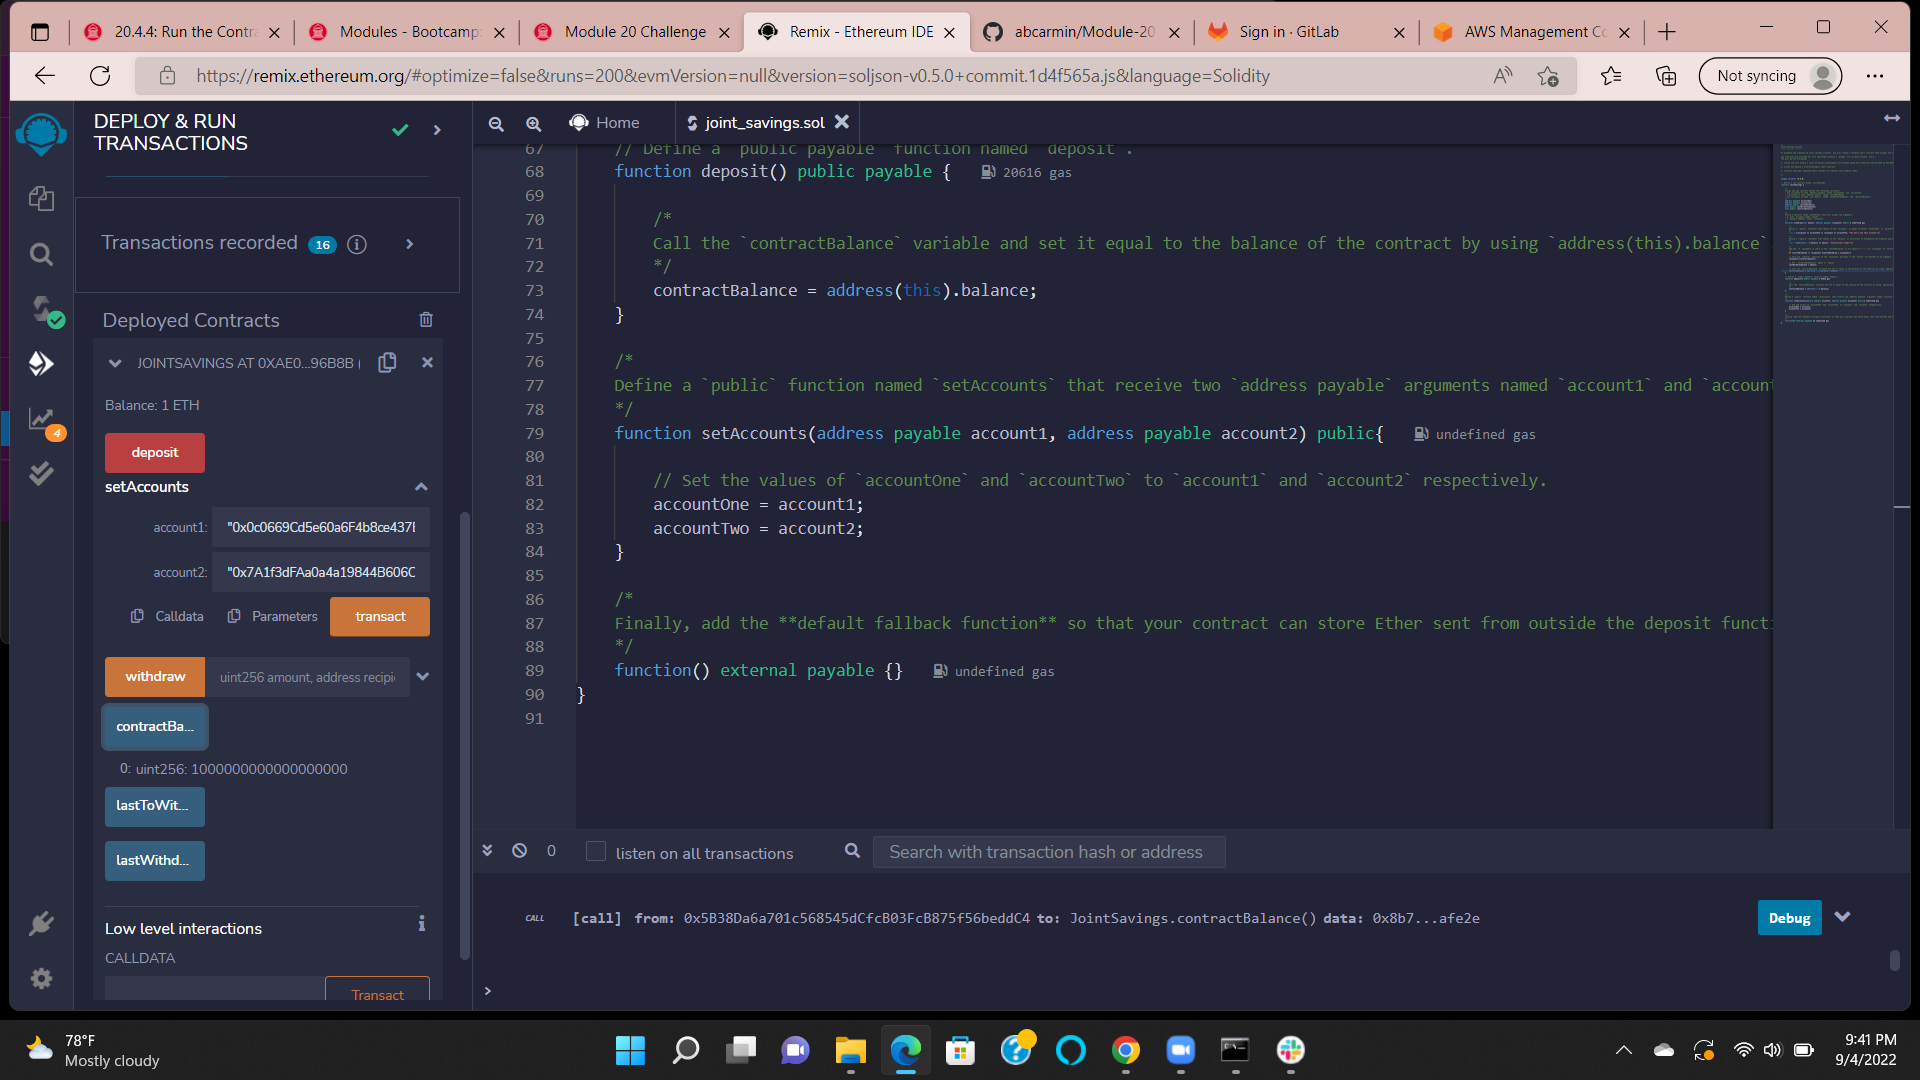 20.4.4: Run the Contr
Modules - Bootcamp:
Module 20 Challenge
Remix - Ethereum IDE
abcarmin/Module-20
Sign in · GitLab
AWS Management Co
https://remix.ethereum.org/#optimize=false&runs=200&evmVersion=null&version=soljson-v0.5.0+commit.1d4f565a.js&language=Solidity
Not syncing
DEPLOY & RUN
TRANSACTIONS
Transactions recorded 16
Deployed Contracts
JOINTSAVINGS AT 0XAE0...96B8B (
Balance: 1 ETH
deposit
setAccounts
account1: "0x0c0669Cd5e60a6F4b8ce437E
account2: "0x7A1f3dFAa0a4a19844B606C
Calldata Parameters transact
withdraw uint256 amount, address recipi
contractBa...
0: uint256: 1000000000000000000
lastToWit...
lastWithd...
Low level interactions
CALLDATA
Transact
4
Home
joint_savings.sol
67 // Define a `public payable` function named `deposit`.
68 function deposit() public payable { 20616 gas
69
70 /*
71 Call the `contractBalance` variable and set it equal to the balance of the contract by using `address(this).balance`
72 */
73 contractBalance = address(this).balance;
74 }
75
76 /*
77 Define a `public` function named `setAccounts` that receive two `address payable` arguments named `account1` and `account
78 */
79 function setAccounts(address payable account1, address payable account2) public{ undefined gas
80
81 // Set the values of `accountOne` and `accountTwo` to `account1` and `account2` respectively.
82 accountOne = account1;
83 accountTwo = account2;
84 }
85
86 /*
87 Finally, add the **default fallback function** so that your contract can store Ether sent from outside the deposit functi
88 */
89 function() external payable {} undefined gas
90 }
91
0 listen on all transactions Search with transaction hash or address
CALL [call] from: 0x5B38Da6a701c568545dCfcB03FcB875f56beddC4 to: JointSavings.contractBalance() data: 0x8b7...afe2e Debug
>
78°F
Mostly cloudy
9:41 PM
9/4/2022